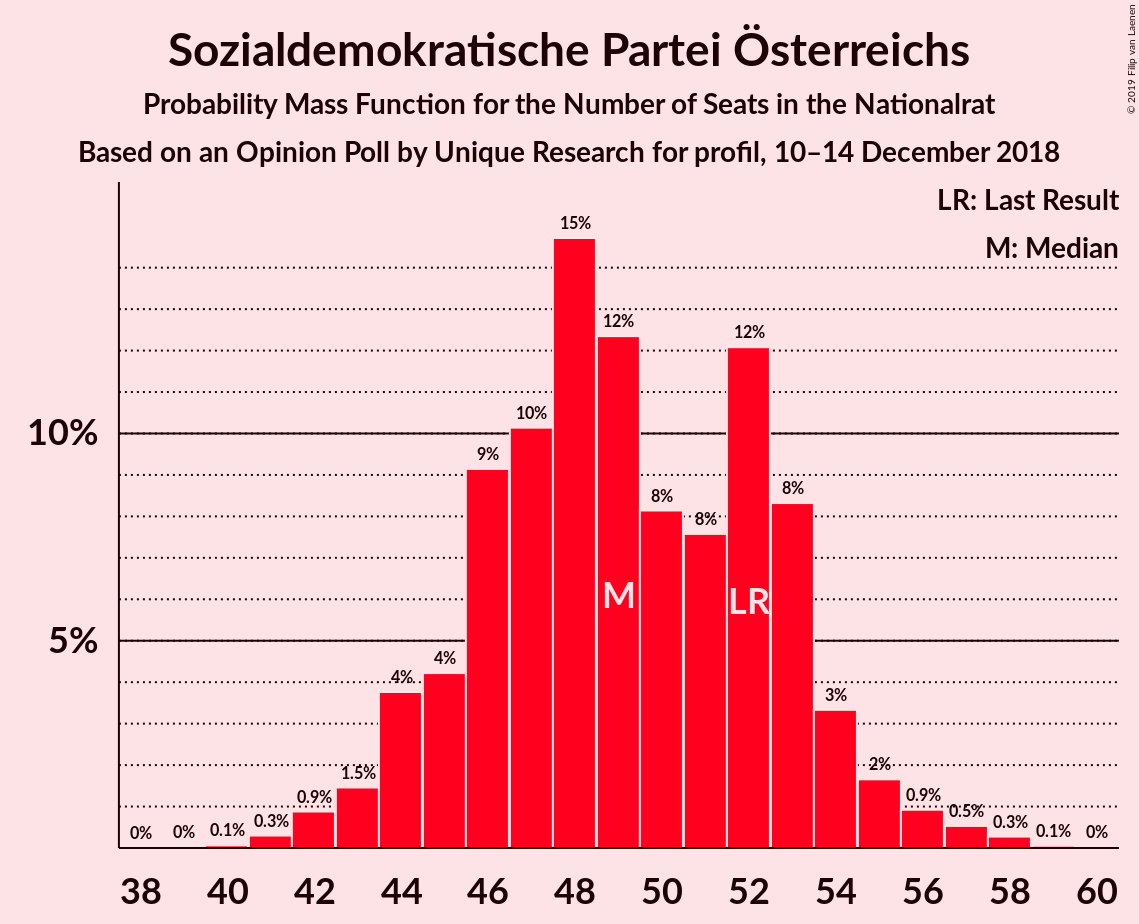 Sozialdemokratische Partei Österreichs
Probability Mass Function for the Number of Seats in the Nationalrat
Based on an Opinion Poll by Unique Research for profil, 10–14 December 2018
© 2019 Filip van Laenen
LR: Last Result
M: Median
15%
12%
12%
10%
10%
9%
8%
8%
8%
M
LR
5%
4%
4%
3%
2%
1.5%
0.9%
0.9%
0.5%
0.3%
0.3%
0.1%
0.1%
0%
0%
0%
38 40 42 44 46 48 50 52 54 56 58 60